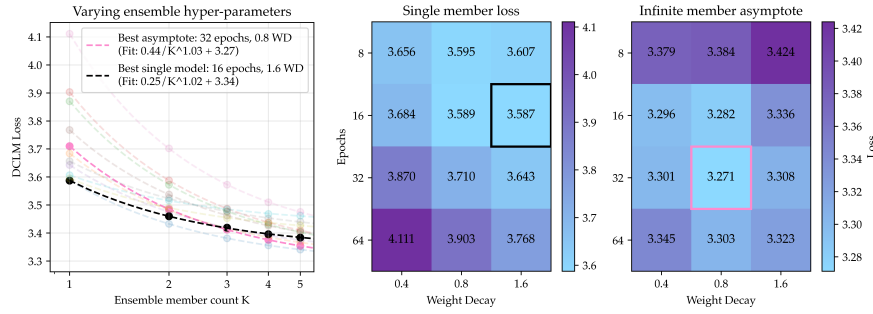 Varying ensemble hyper-parameters
Best asymptote: 32 epochs, 0.8 WD
(Fit: 0.44/K^1.03 + 3.27)
Best single model: 16 epochs, 1.6 WD
(Fit: 0.25/K^1.02 + 3.34)
DCLM Loss
4.1
4.0
3.9
3.8
3.7
3.6
3.5
3.4
3.3
1 2 3 4 5
Ensemble member count K
Single member loss
Epochs
8 3.656 3.595 3.607
16 3.684 3.589 3.587
32 3.870 3.710 3.643
64 4.111 3.903 3.768
0.4 0.8 1.6
Weight Decay
4.1
4.0
3.9
3.8
3.7
3.6
Infinite member asymptote
8 3.379 3.384 3.424
16 3.296 3.282 3.336
32 3.301 3.271 3.308
64 3.345 3.303 3.323
0.4 0.8 1.6
Weight Decay
3.42
3.40
3.38
3.36
3.34
3.32
3.30
3.28
Loss